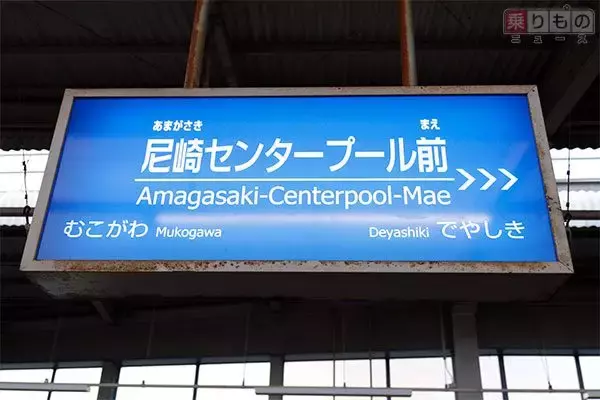 乗りもの
ニュース
あまがさき まえ
尼崎センタープール前
Amagasaki-Centerpool-Mae
むこがわ Mukogawa Deyashiki でやしき